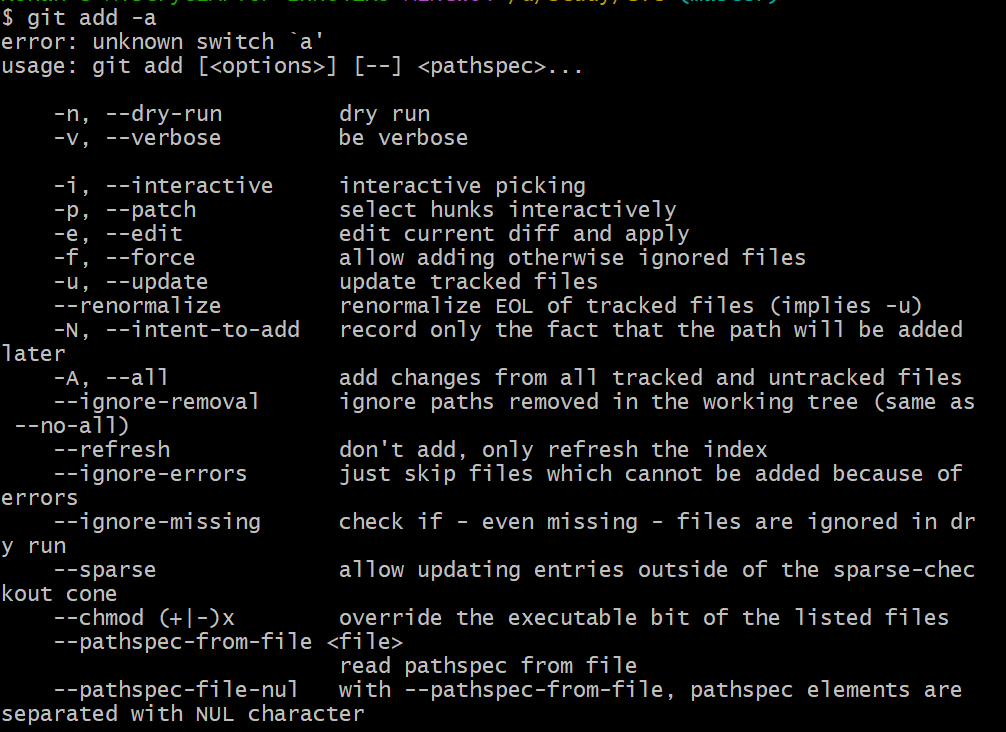 $ git add -a
error: unknown switch `a'
usage: git add [<options>] [--] <pathspec>...
-n, --dry-run dry run
-v, --verbose be verbose
-i, --interactive interactive picking
-p, --patch select hunks interactively
-e, --edit edit current diff and apply
-f, --force allow adding otherwise ignored files
-u, --update update tracked files
--renormalize renormalize EOL of tracked files (implies -u)
-N, --intent-to-add record only the fact that the path will be added
later
-A, --all add changes from all tracked and untracked files
--ignore-removal ignore paths removed in the working tree (same as
--no-all)
--refresh don't add, only refresh the index
--ignore-errors just skip files which cannot be added because of
errors
--ignore-missing check if - even missing - files are ignored in dr
y run
--sparse allow updating entries outside of the sparse-chec
kout cone
--chmod (+|-)x override the executable bit of the listed files
--pathspec-from-file <file>
read pathspec from file
--pathspec-file-nul with --pathspec-from-file, pathspec elements are
separated with NUL character